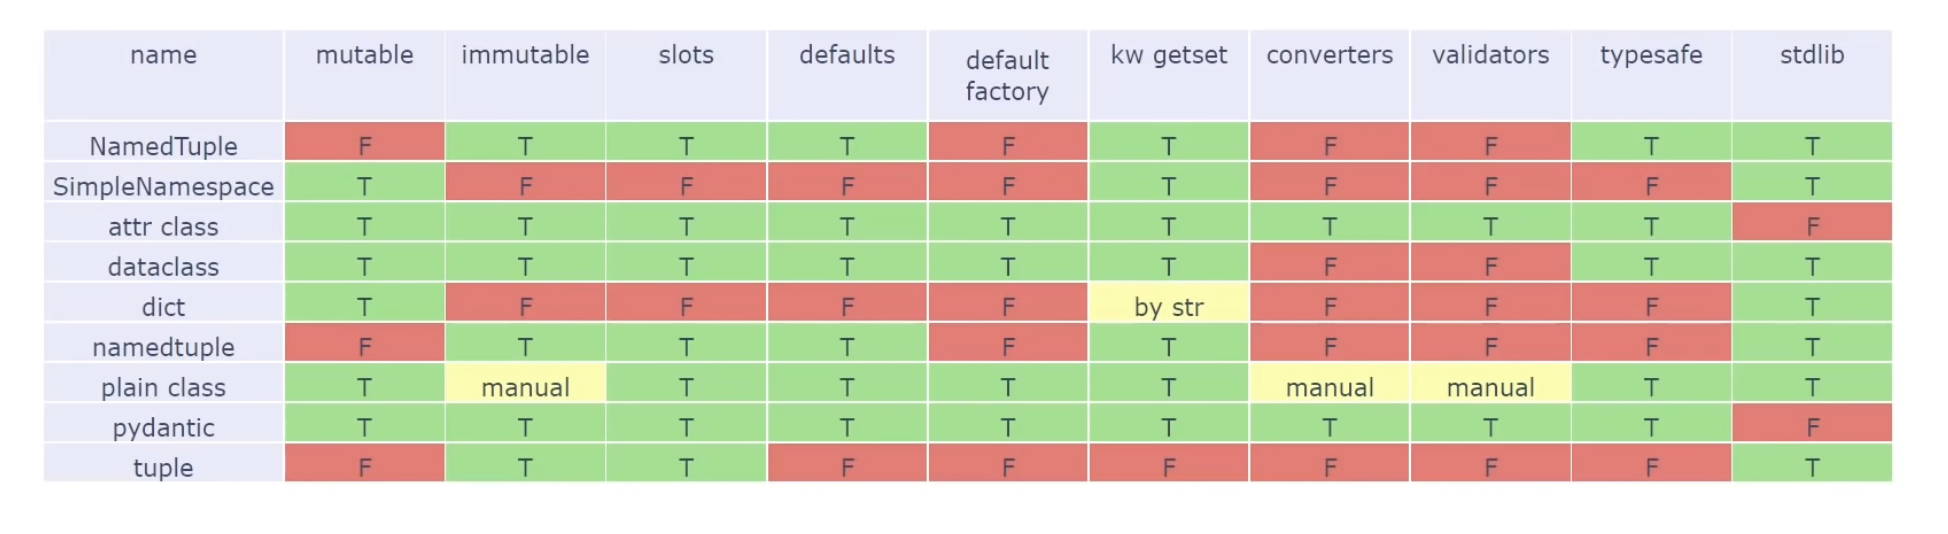 name mutable immutable slots defaults default factory kw getset converters validators typesafe stdlib
NamedTuple F T T T F T F F T T
SimpleNamespace T F F F F T F F F T
attr class T T T T T T T T T F
dataclass T T T T T T F F T T
dict T F F F F by str F F F T
namedtuple F T T T F T F F F T
plain class T manual T T T T manual manual T T
pydantic T T T T T T T T T F
tuple F T T F F F F F F T